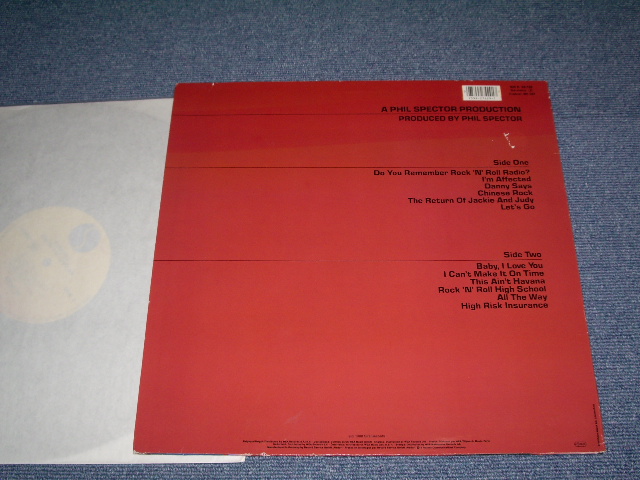 A PHIL SPECTOR PRODUCTION
PRODUCED BY PHIL SPECTOR
Side One
Do You Remember Rock 'N' Roll Radio?
I'm Affected
Danny Says
Chinese Rock
The Return Of Jackie And Judy
Let's Go
Side Two
Baby, I Love You
I Can't Make It On Time
This Ain't Havana
Rock 'N' Roll High School
All The Way
High Risk Insurance